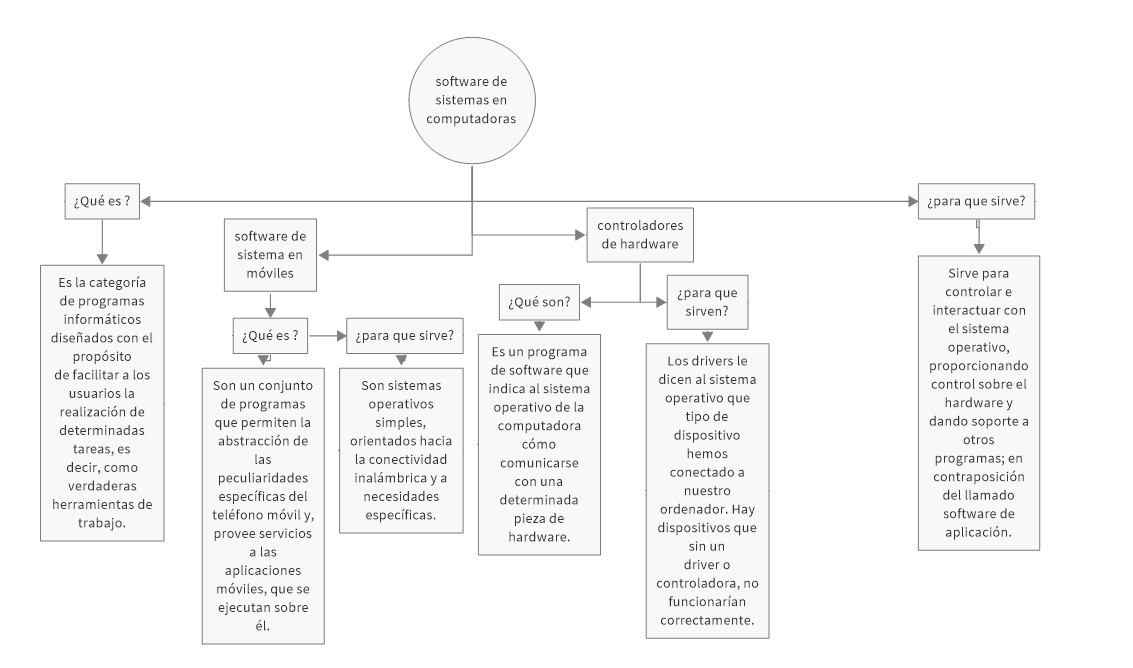 software de
sistemas en
computadoras
¿Qué es ?
¿para que sirve?
software de
sistema en
móviles
controladores
de hardware
Es la categoría
de programas
informáticos
diseñados con el
propósito
de facilitar a los
usuarios la
realización de
determinadas
tareas, es
decir, como
verdaderas
herramientas de
trabajo.
¿Qué es ?
¿para que sirve?
Son un conjunto
de programas
que permiten la
abstracción de
las
peculiaridades
específicas del
teléfono móvil y,
provee servicios
a las
aplicaciones
móviles, que se
ejecutan sobre
él.
Son sistemas
operativos
simples,
orientados hacia
la conectividad
inalámbrica y a
necesidades
específicas.
¿Qué son?
¿para que
sirven?
Es un programa
de software que
indica al sistema
operativo de la
computadora
cómo
comunicarse
con una
determinada
pieza de
hardware.
Los drivers le
dicen al sistema
operativo que
tipo de
dispositivo
hemos
conectado a
nuestro
ordenador. Hay
dispositivos que
sin un
driver o
controladora, no
funcionarían
correctamente.
Sirve para
controlar e
interactuar con
el sistema
operativo,
proporcionando
control sobre el
hardware y
dando soporte a
otros
programas; en
contraposición
del llamado
software de
aplicación.